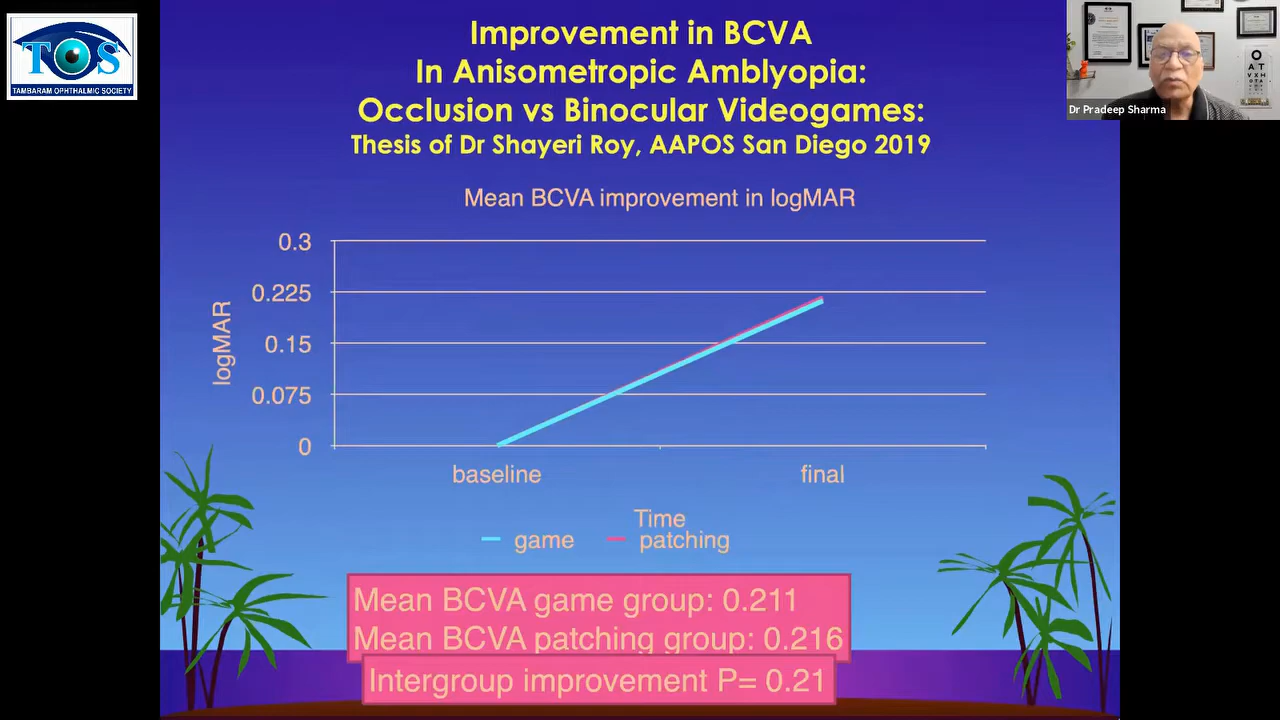 TOS
TAMBARAM OPHTHALMIC SOCIETY
Improvement in BCVA
In Anisometropic Amblyopia:
Occlusion vs Binocular Videogames:
Thesis of Dr Shayeri Roy, AAPOS San Diego 2019
Dr Pradeep Sharma
Mean BCVA improvement in logMAR
0.3
0.225
0.15
0.075
0
logMAR
baseline
final
Time
game
patching
Mean BCVA game group: 0.211
Mean BCVA patching group: 0.216
Intergroup improvement P= 0.21